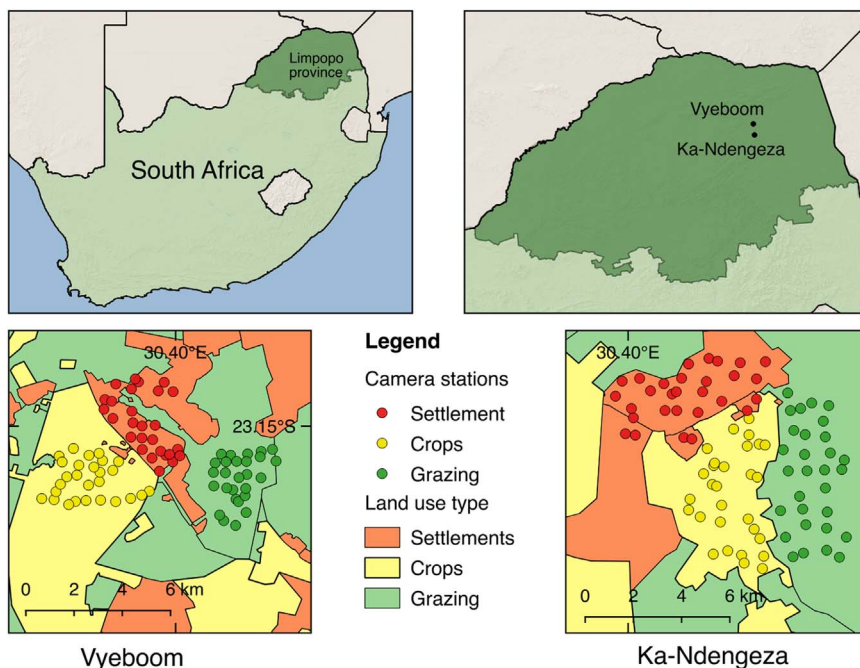 Limpopo
province
South Africa
Vyeboom
Ka-Ndengeza
30.40°E
23.15°S
0 2 4 6 km
Vyeboom
Legend
Camera stations
Settlement
Crops
Grazing
Land use type
Settlements
Crops
Grazing
30.40°E
0 2 4 6 km
Ka-Ndengeza